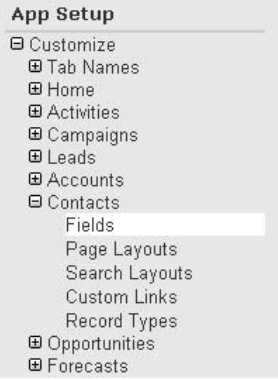 App Setup
Customize
Tab Names
Home
Activities
Campaigns
Leads
Accounts
Contacts
Fields
Page Layouts
Search Layouts
Custom Links
Record Types
Opportunities
Forecasts